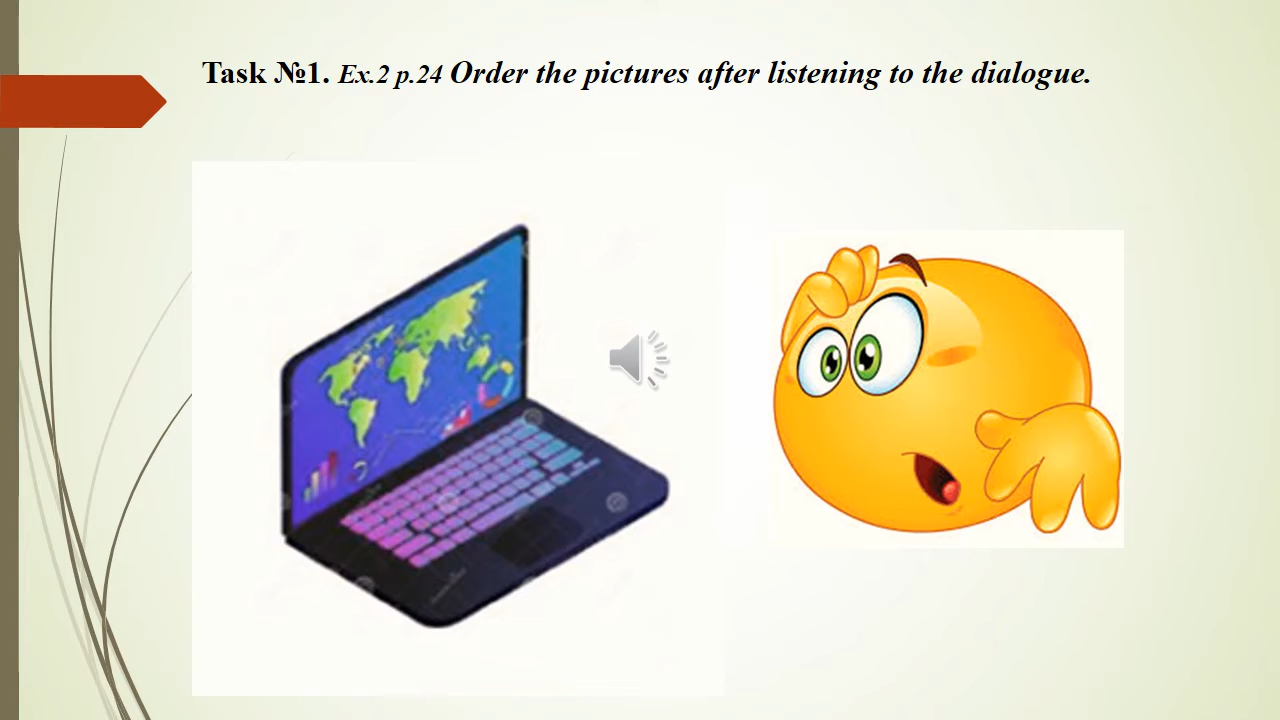 Task №1. Ex.2 p.24 Order the pictures after listening to the dialogue.